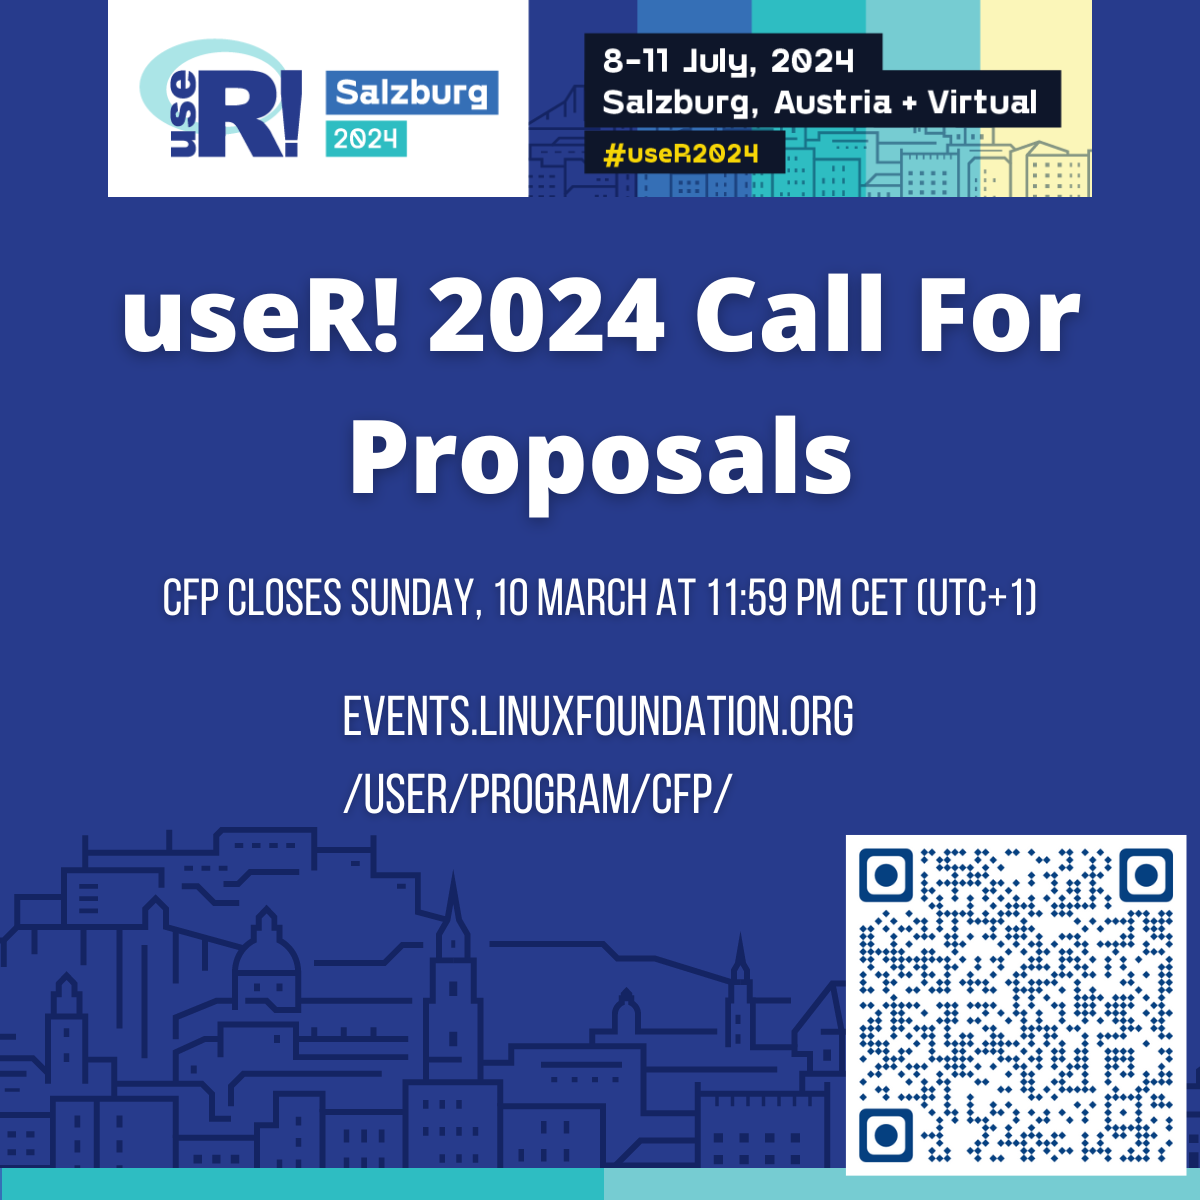 useR!
Salzburg
2024
8-11 July, 2024
Salzburg, Austria + Virtual
#useR2024
useR! 2024 Call For
Proposals
CFP CLOSES SUNDAY, 10 MARCH AT 11:59 PM CET (UTC+1)
EVENTS.LINUXFOUNDATION.ORG
/USER/PROGRAM/CFP/